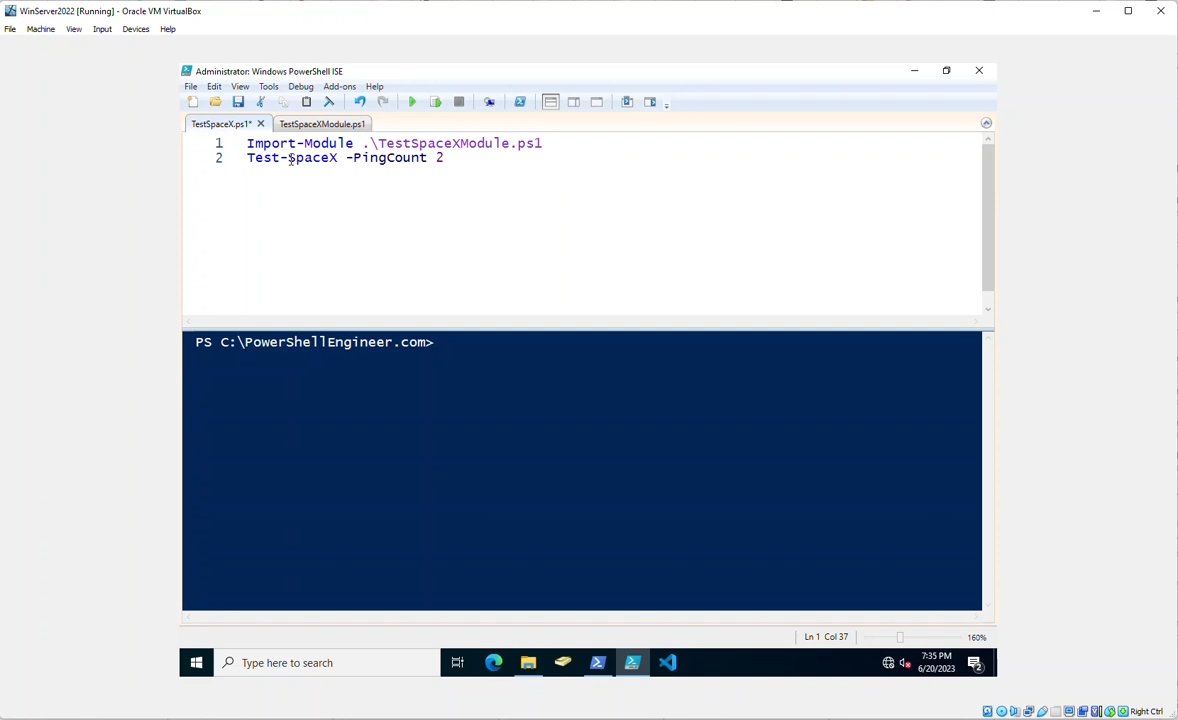 WinServer2022 [Running] - Oracle VM VirtualBox
File Machine View Input Devices Help
Administrator: Windows PowerShell ISE
File Edit View Tools Debug Add-ons Help
TestSpaceX.ps1* TestSpaceXModule.ps1
1 Import-Module .\TestSpaceXModule.ps1
2 Test-SpaceX -PingCount 2
PS C:\PowerShellEngineer.com>
Ln 1 Col 37 160%
Type here to search
7:35 PM
6/20/2023
2
Right Ctrl